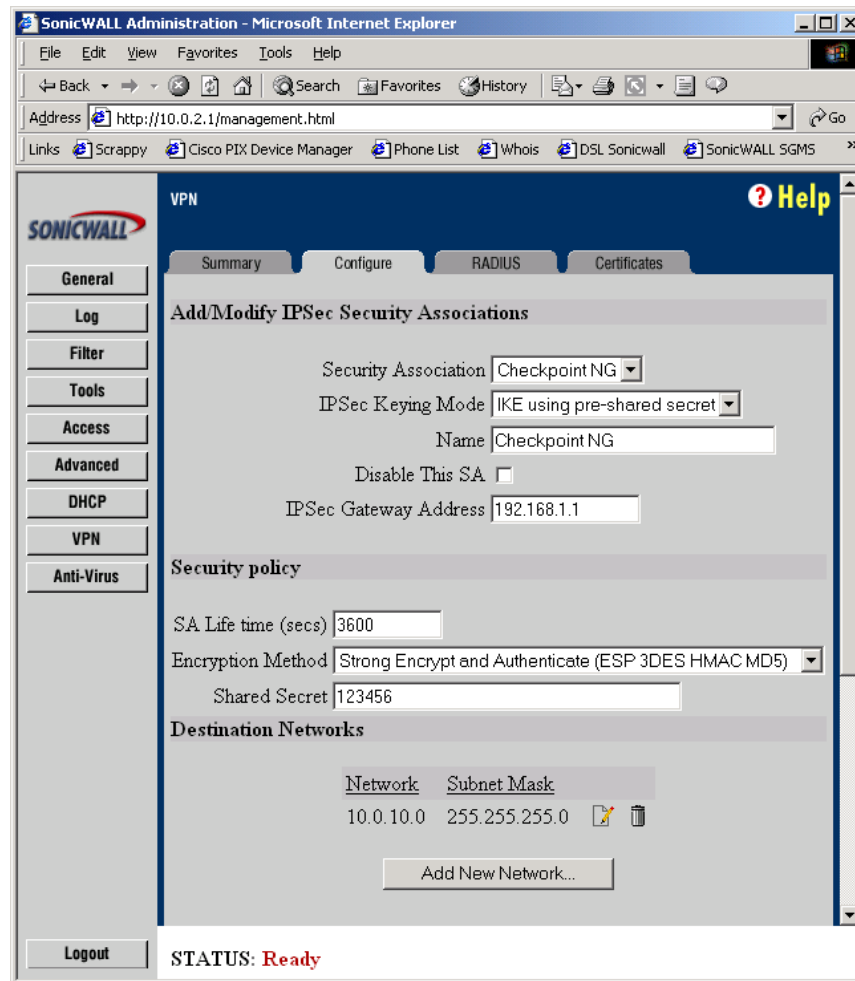 SonicWALL Administration - Microsoft Internet Explorer
File Edit View Favorites Tools Help
Back Search Favorites History
Address http://10.0.2.1/management.html Go
Links Scrappy Cisco PIX Device Manager Phone List Whois DSL Sonicwall SonicWALL SGMS »
SONICWALL
VPN
? Help
Summary Configure RADIUS Certificates
General
Log
Filter
Tools
Access
Advanced
DHCP
VPN
Anti-Virus
Logout
Add/Modify IPSec Security Associations
Security Association Checkpoint NG
IPSec Keying Mode IKE using pre-shared secret
Name Checkpoint NG
Disable This SA
IPSec Gateway Address 192.168.1.1
Security policy
SA Life time (secs) 3600
Encryption Method Strong Encrypt and Authenticate (ESP 3DES HMAC MD5)
Shared Secret 123456
Destination Networks
Network Subnet Mask
10.0.10.0 255.255.255.0
Add New Network...
STATUS: Ready